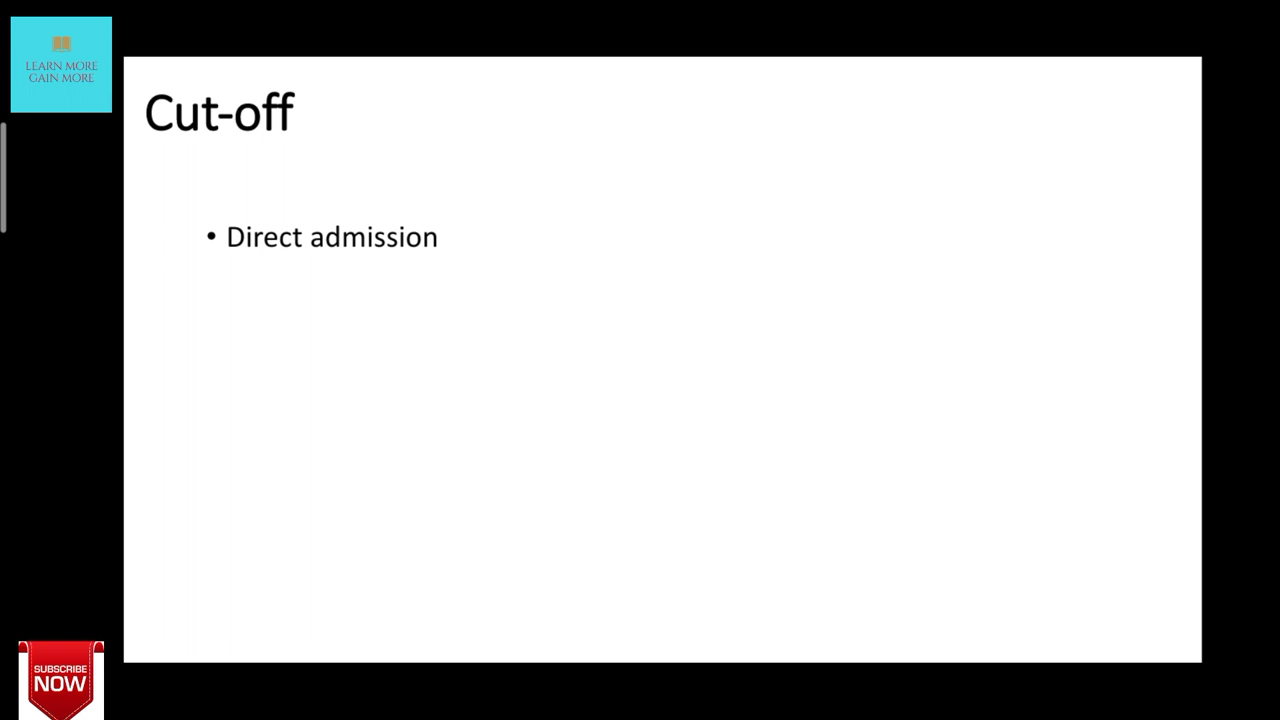 LEARN MORE
GAIN MORE
Cut-off
• Direct admission
SUBSCRIBE
NOW